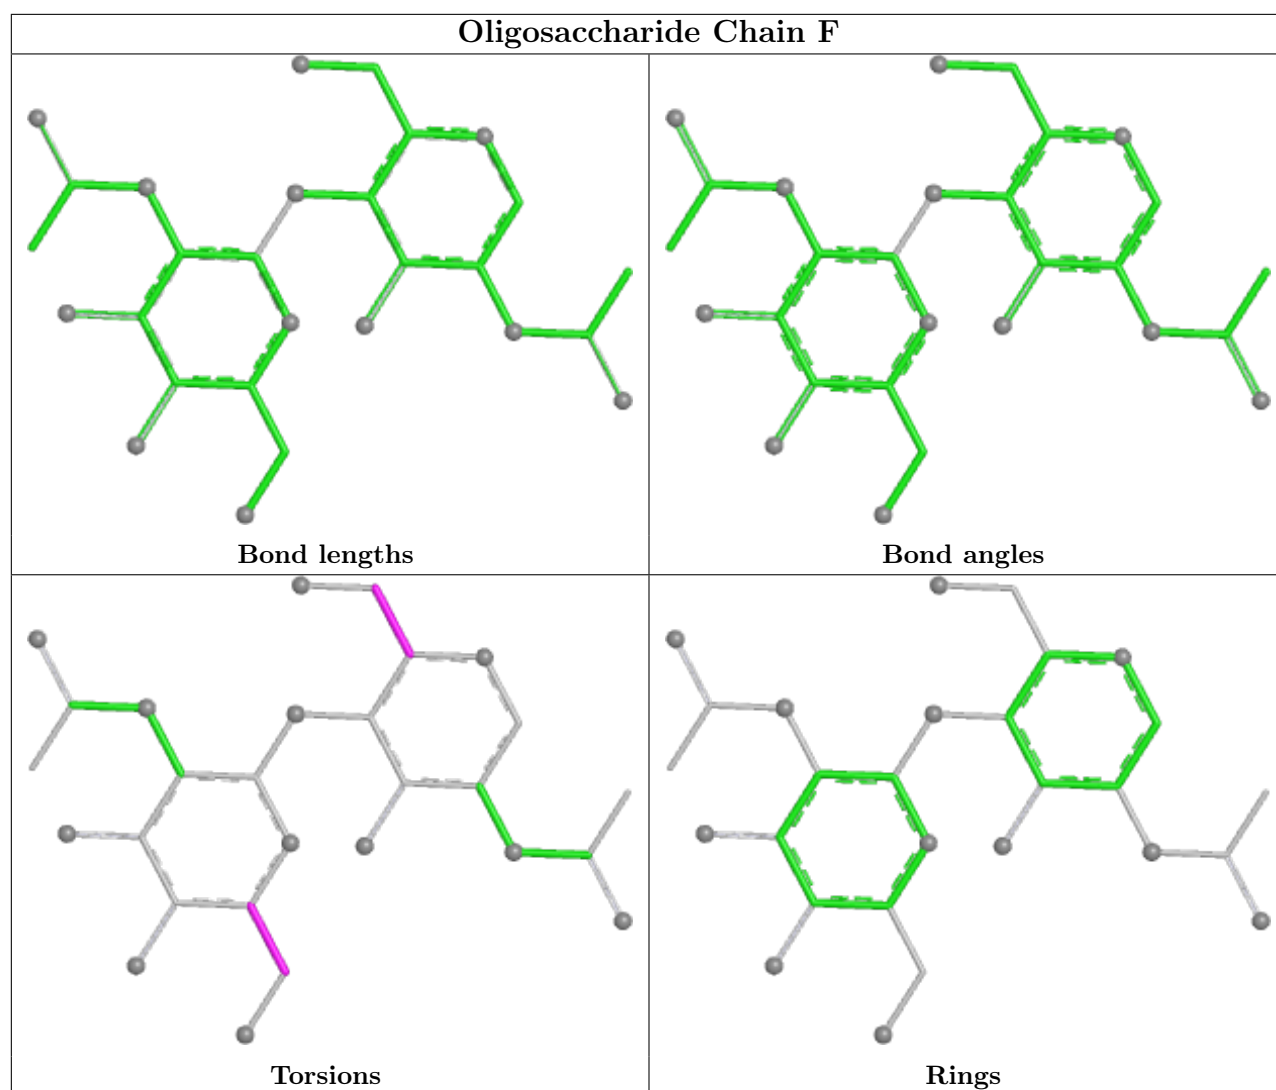 Oligosaccharide Chain F
Bond lengths
Bond angles
Torsions
Rings